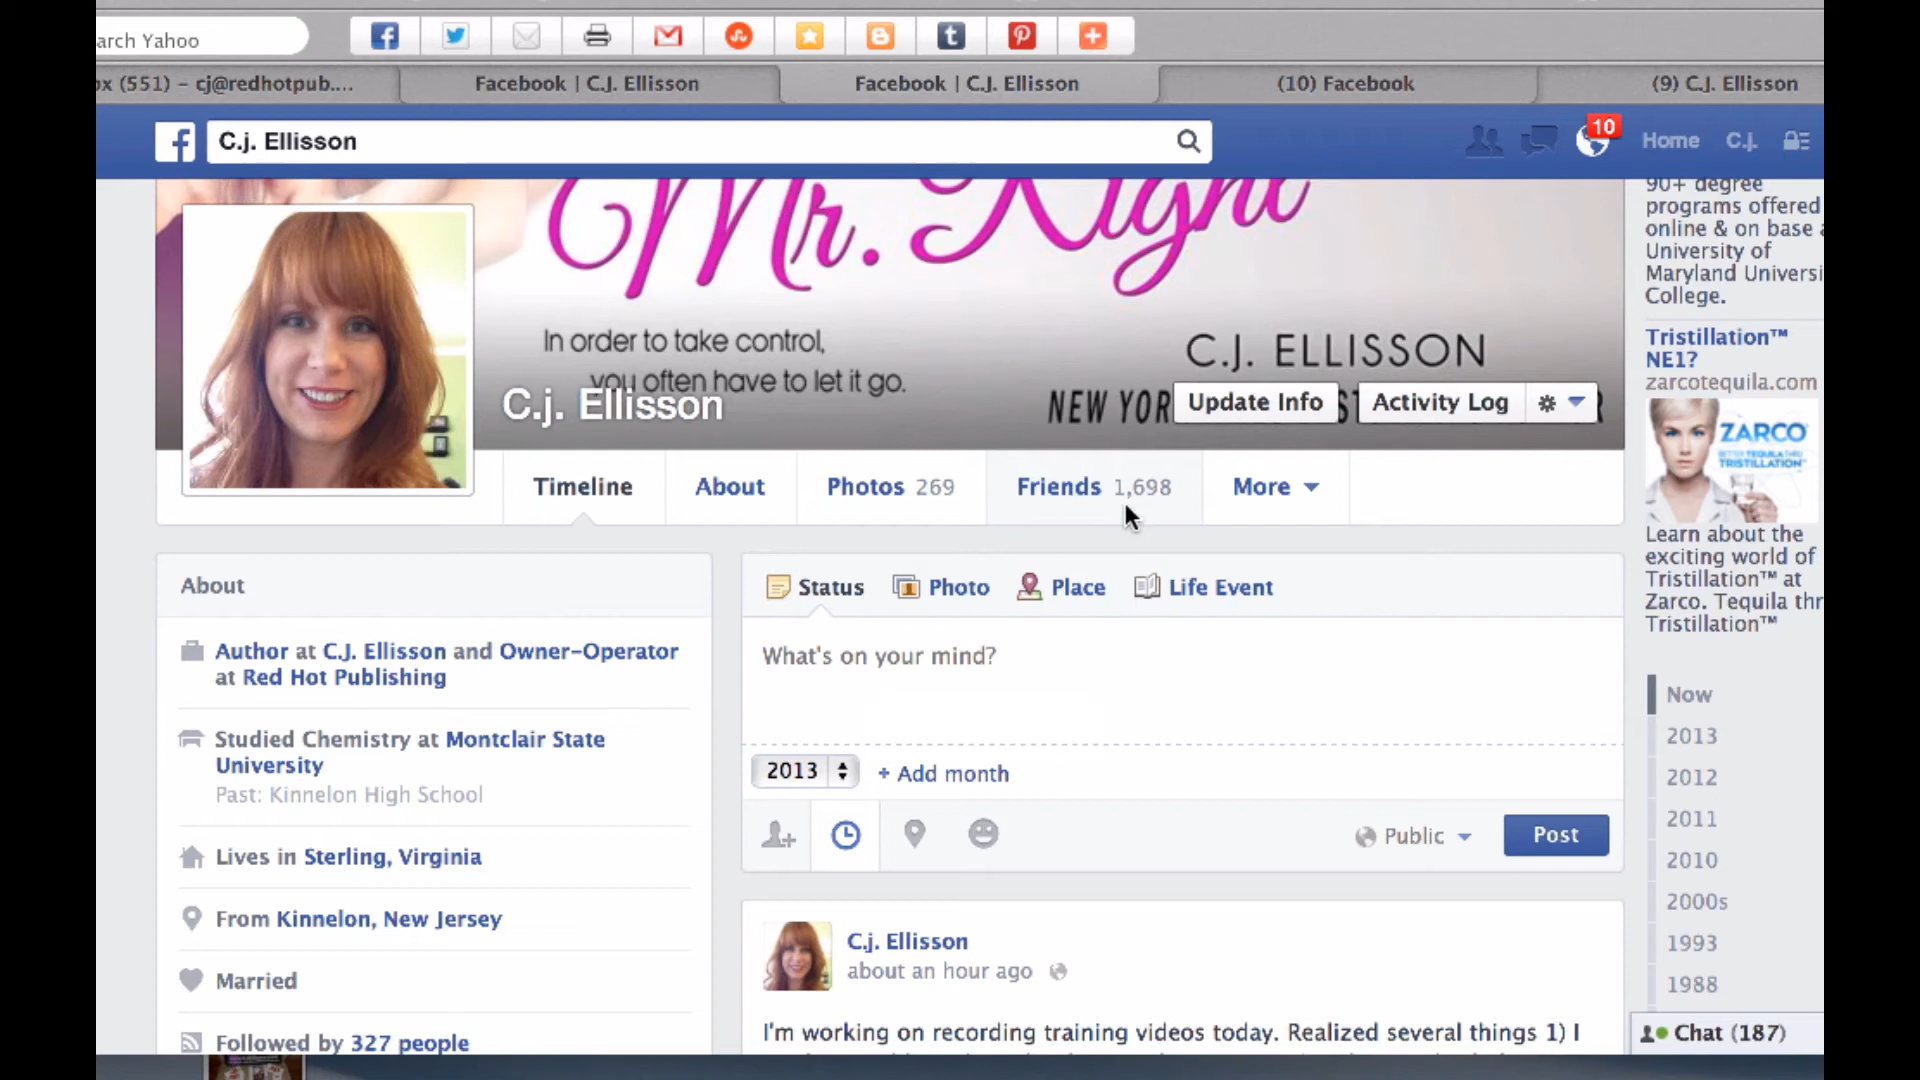 arch Yahoo
ox (551) – cj@redhotpub....
Facebook | C.J. Ellisson
Facebook | C.J. Ellisson
(10) Facebook
(9) C.J. Ellisson
C.j. Ellisson
10
Home
C.j.
Mr. Right
In order to take control,
you often have to let it go.
C.J. ELLISSON
NEW YOR
C.j. Ellisson
Update Info
Activity Log
Timeline
About
Photos 269
Friends 1,698
More
About
Author at C.J. Ellisson and Owner-Operator
at Red Hot Publishing
Studied Chemistry at Montclair State
University
Past: Kinnelon High School
Lives in Sterling, Virginia
From Kinnelon, New Jersey
Married
Followed by 327 people
Status
Photo
Place
Life Event
What's on your mind?
2013
+ Add month
Public
Post
C.j. Ellisson
about an hour ago
I'm working on recording training videos today. Realized several things 1) I
90+ degree
programs offered
online & on base a
University of
Maryland Universi
College.
Tristillation™
NE1?
zarcotequila.com
ZARCO
BETTER TEQUILA THRU
TRISTILLATION™
Learn about the
exciting world of
Tristillation™ at
Zarco. Tequila thr
Tristillation™
Now
2013
2012
2011
2010
2000s
1993
1988
Chat (187)